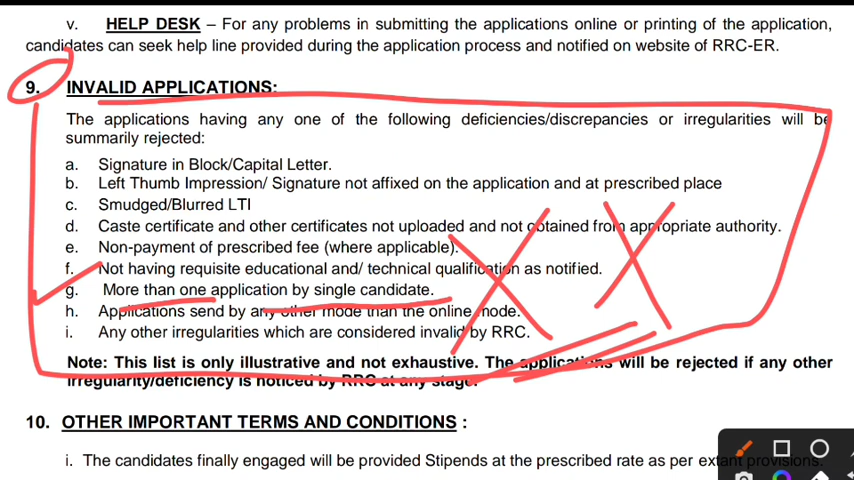 v. HELP DESK – For any problems in submitting the applications online or printing of the application,
candidates can seek help line provided during the application process and notified on website of RRC-ER.
9. INVALID APPLICATIONS:
The applications having any one of the following deficiencies/discrepancies or irregularities will be
summarily rejected:
a. Signature in Block/Capital Letter.
b. Left Thumb Impression/ Signature not affixed on the application and at prescribed place
c. Smudged/Blurred LTI
d. Caste certificate and other certificates not uploaded and not obtained from appropriate authority.
e. Non-payment of prescribed fee (where applicable).
f. Not having requisite educational and/ technical qualification as notified.
g. More than one application by single candidate.
h. Applications send by any other mode than the online mode.
i. Any other irregularities which are considered invalid by RRC.
Note: This list is only illustrative and not exhaustive. The applications will be rejected if any other
irregularity/deficiency is noticed by RRC at any stage.
10. OTHER IMPORTANT TERMS AND CONDITIONS :
i. The candidates finally engaged will be provided Stipends at the prescribed rate as per extant provisions.